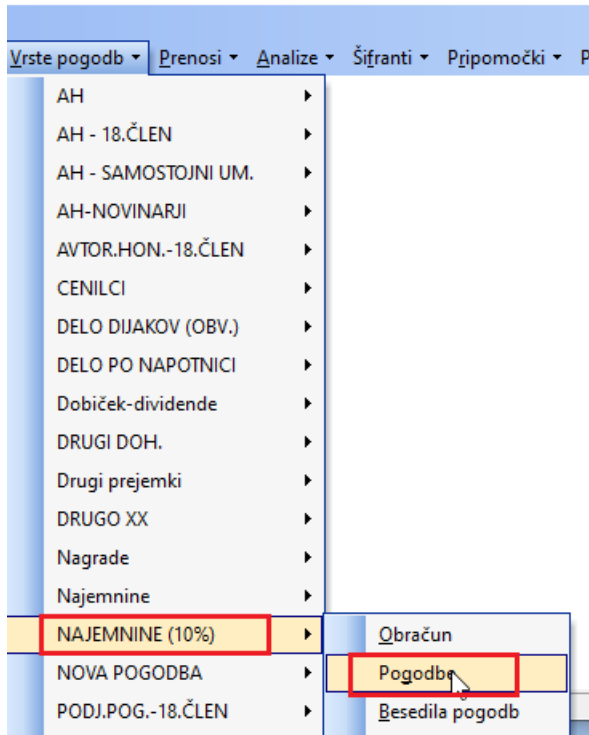 Vrste pogodb Prenosi Analize Šifranti Pripomočki P
AH
AH - 18.ČLEN
AH - SAMOSTOJNI UM.
AH-NOVINARJI
AVTOR.HON.-18.ČLEN
CENILCI
DELO DIJAKOV (OBV.)
DELO PO NAPOTNICI
Dobiček-dividende
DRUGI DOH.
Drugi prejemki
DRUGO XX
Nagrade
Najemnine
NAJEMNINE (10%)
NOVA POGODBA
PODJ.POG.-18.ČLEN
Obračun
Pogodbe
Besedila pogodb